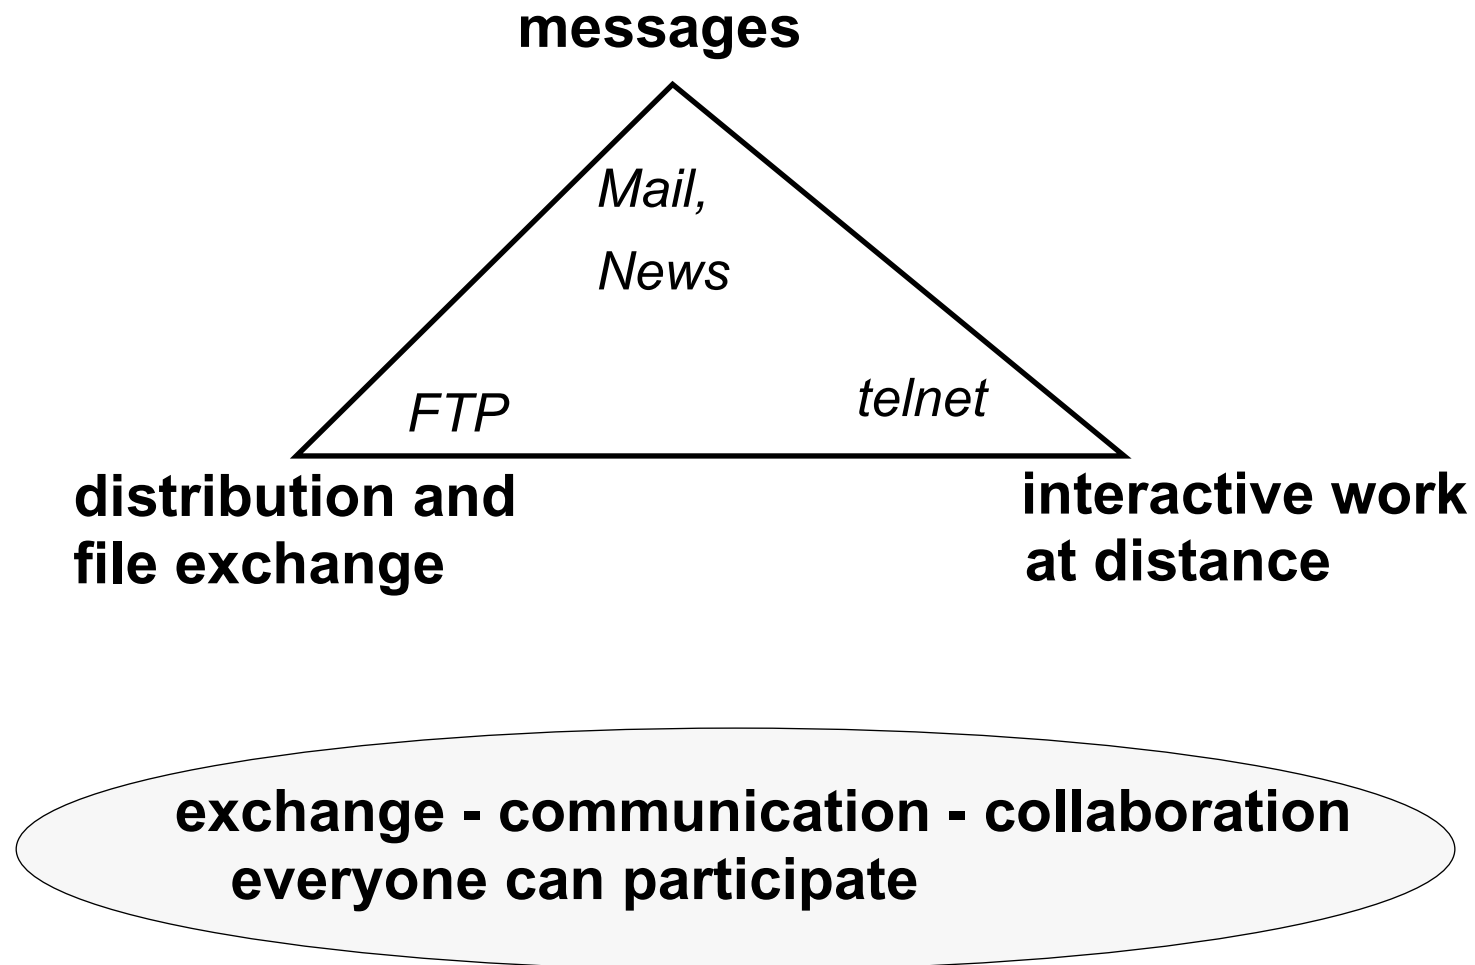 messages
Mail,
News
FTP
telnet
distribution and
file exchange
interactive work
at distance
exchange - communication - collaboration
everyone can participate